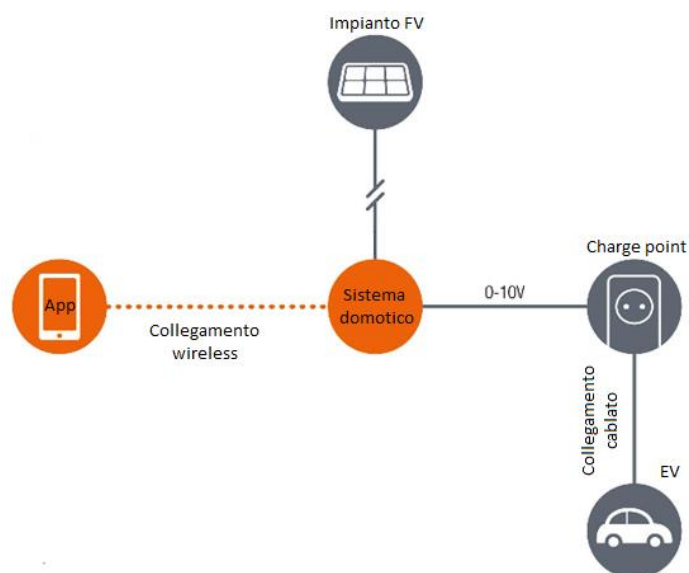 Impianto FV
Charge point
App
Sistema
domotico
0-10V
Collegamento
wireless
Collegamento
cablato
EV